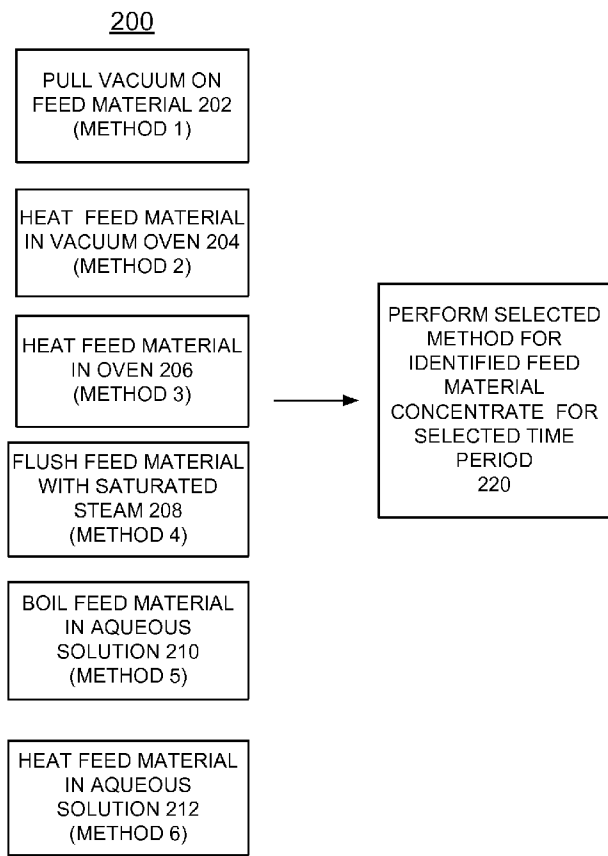 200
PULL VACUUM ON
FEED MATERIAL 202
(METHOD 1)
HEAT FEED MATERIAL
IN VACUUM OVEN 204
(METHOD 2)
HEAT FEED MATERIAL
IN OVEN 206
(METHOD 3)
FLUSH FEED MATERIAL
WITH SATURATED
STEAM 208
(METHOD 4)
BOIL FEED MATERIAL
IN AQUEOUS
SOLUTION 210
(METHOD 5)
HEAT FEED MATERIAL
IN AQUEOUS
SOLUTION 212
(METHOD 6)
PERFORM SELECTED
METHOD FOR
IDENTIFIED FEED
MATERIAL
CONCENTRATE FOR
SELECTED TIME
PERIOD
220